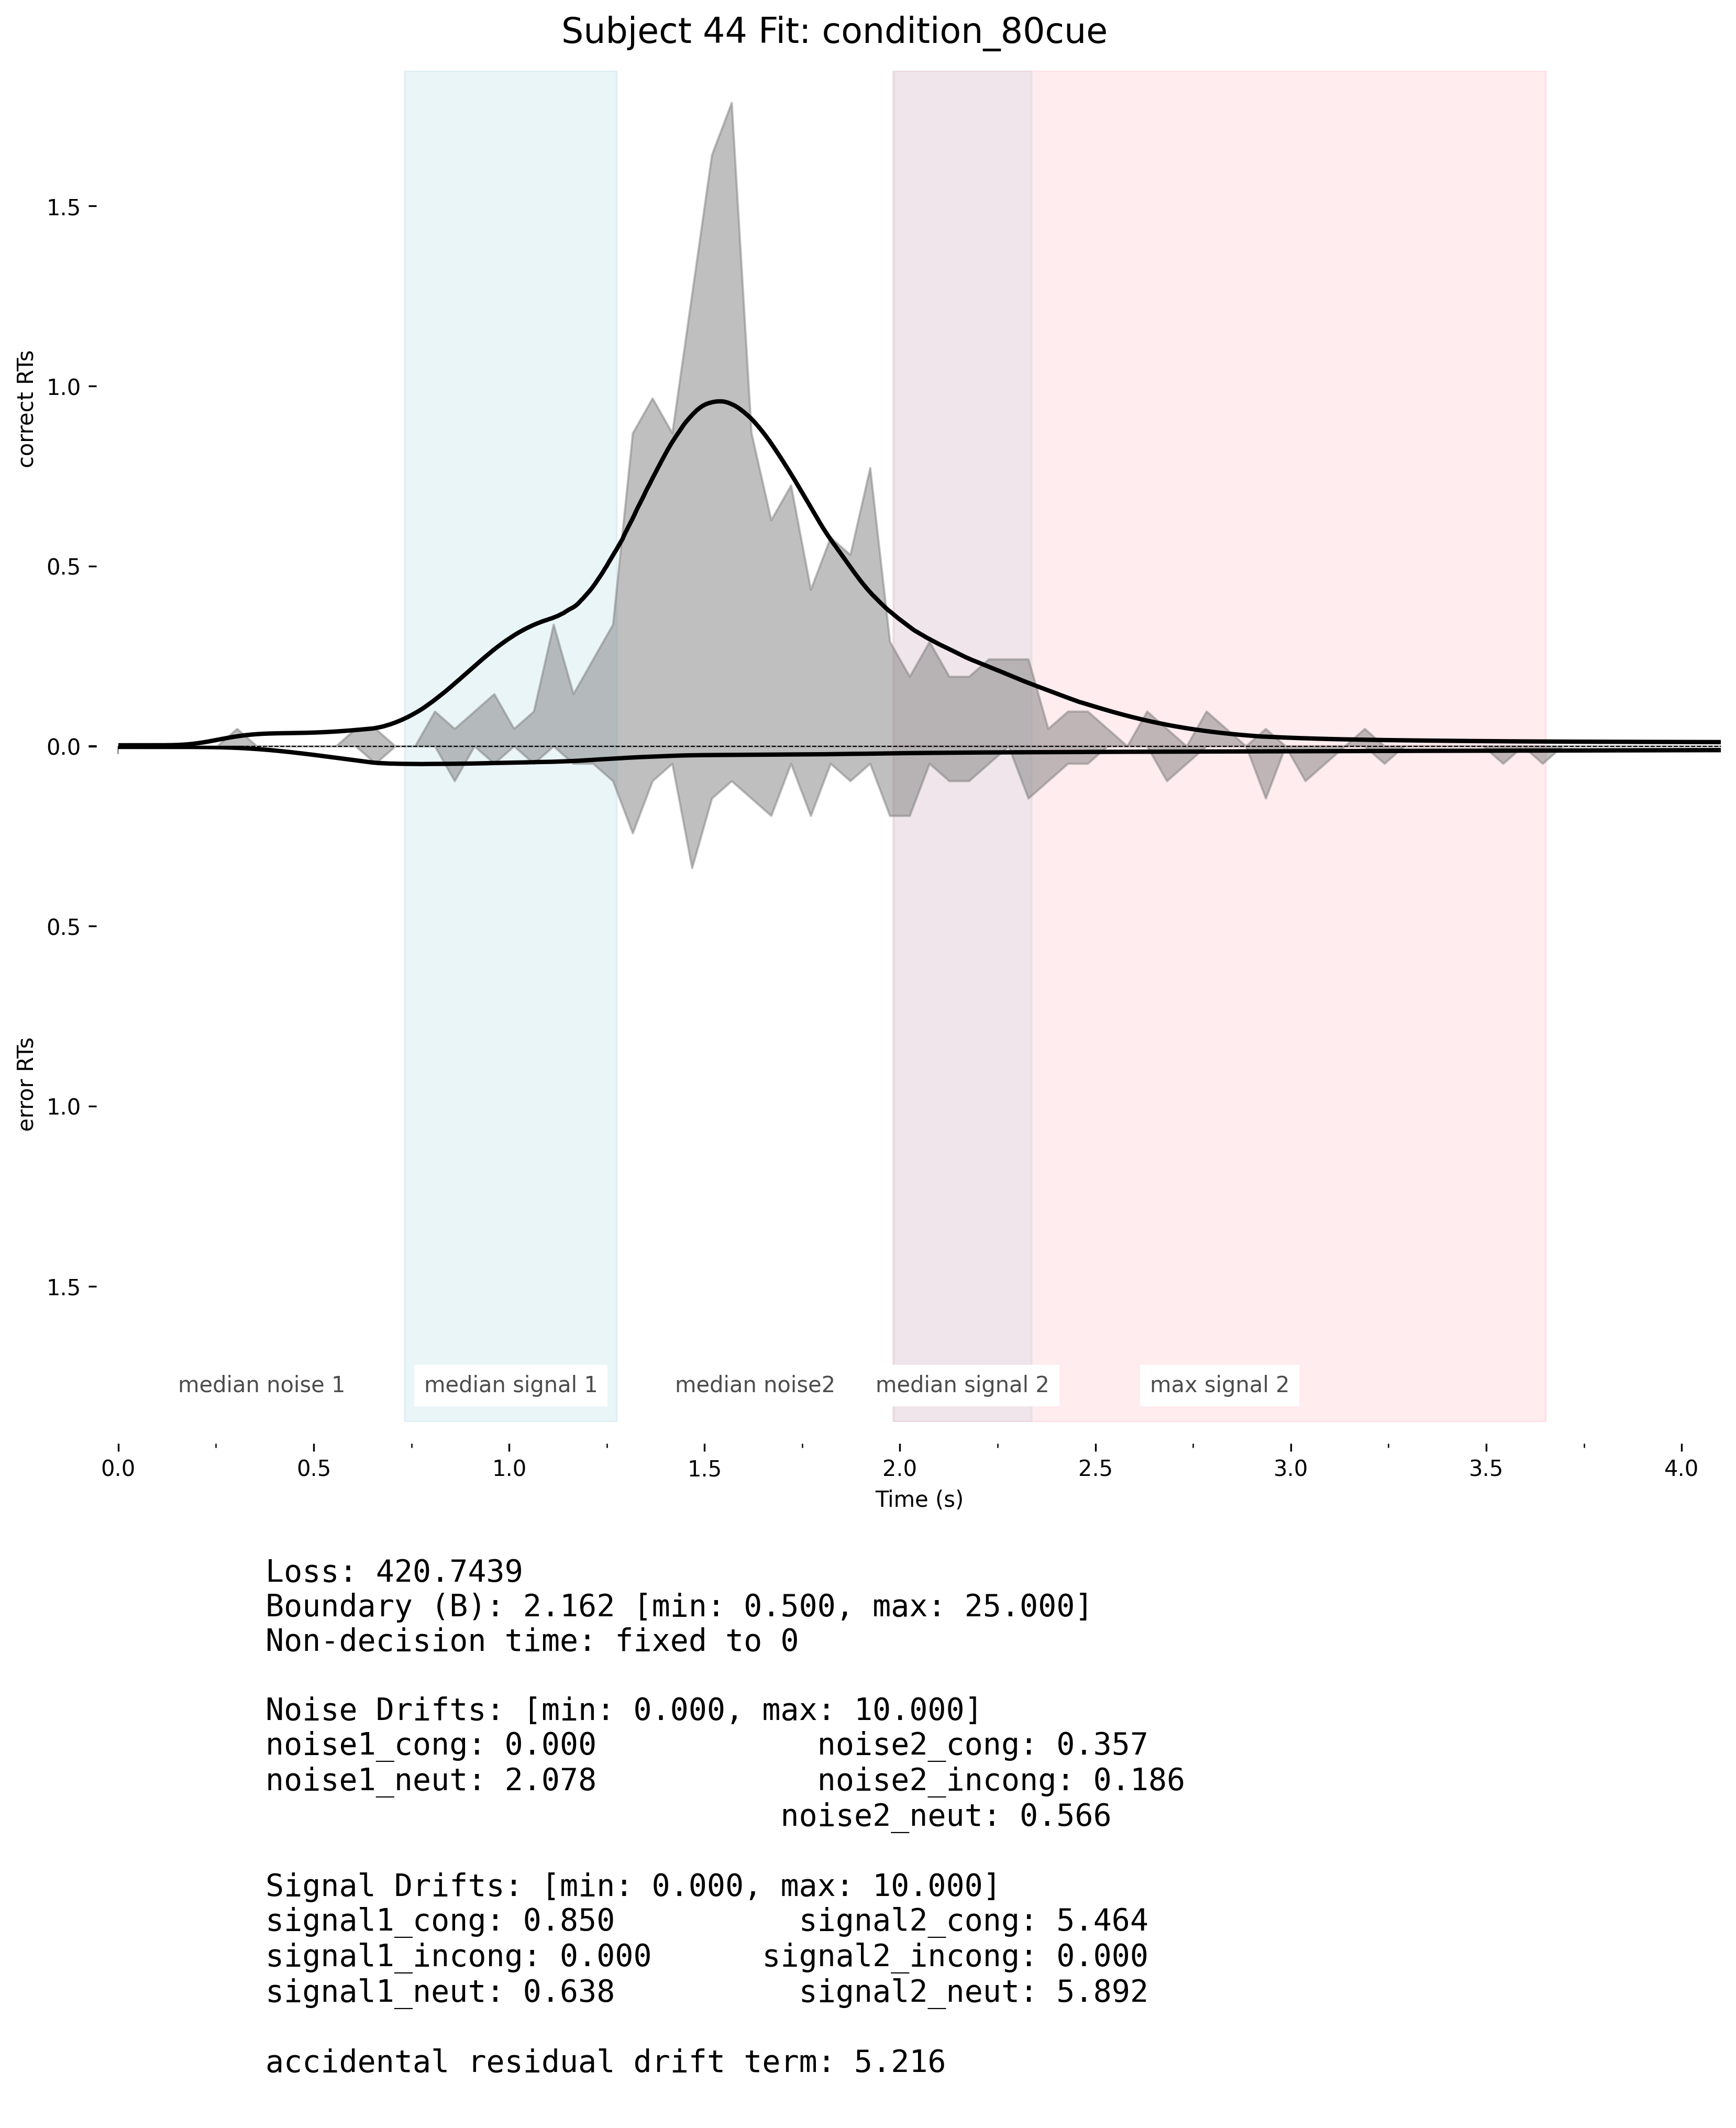 Subject 44 Fit: condition_80cue
correct RTs
error RTs
1.5
1.0
0.5
0.0
0.5
1.0
1.5
median noise 1 median signal 1 median noise2 median signal 2 max signal 2
0.0 0.5 1.0 1.5 2.0 2.5 3.0 3.5 4.0
Time (s)
Loss: 420.7439
Boundary (B): 2.162 [min: 0.500, max: 25.000]
Non-decision time: fixed to 0
Noise Drifts: [min: 0.000, max: 10.000]
noise1_cong: 0.000 noise2_cong: 0.357
noise1_neut: 2.078 noise2_incong: 0.186
noise2_neut: 0.566
Signal Drifts: [min: 0.000, max: 10.000]
signal1_cong: 0.850 signal2_cong: 5.464
signal1_incong: 0.000 signal2_incong: 0.000
signal1_neut: 0.638 signal2_neut: 5.892
accidental residual drift term: 5.216